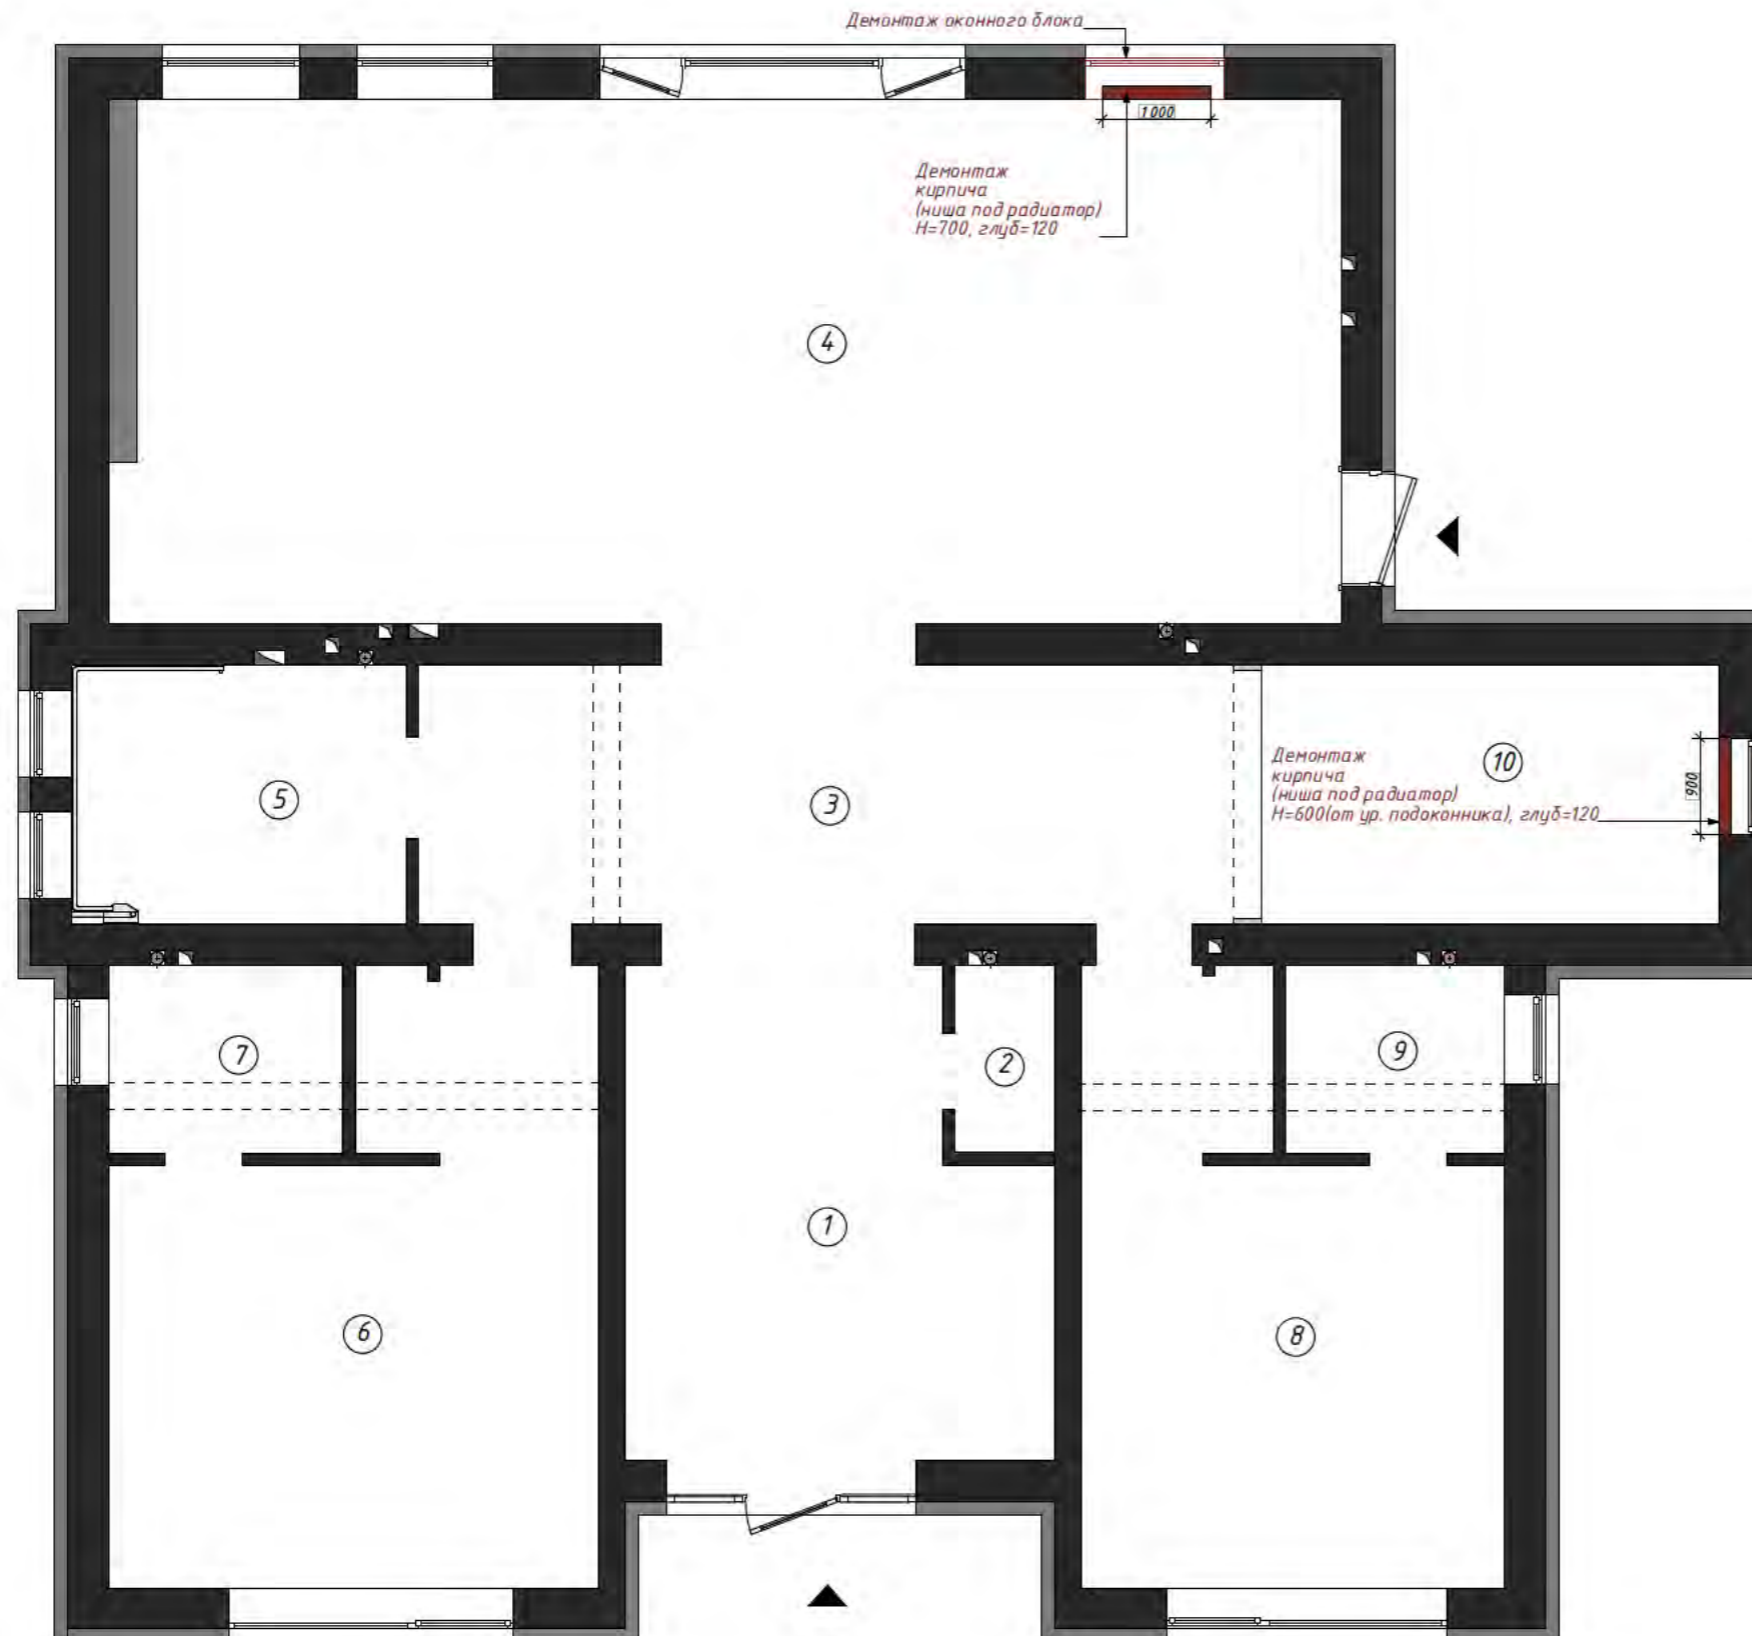 Демонтаж оконного блока
1000
Демонтаж
кирпича
(ниша под радиатор)
Н=700, глуб=120
4
10
Демонтаж
кирпича
(ниша под радиатор)
Н=600(от ур. подоконника), глуб=120
900
5
3
7
2
9
1
6
8